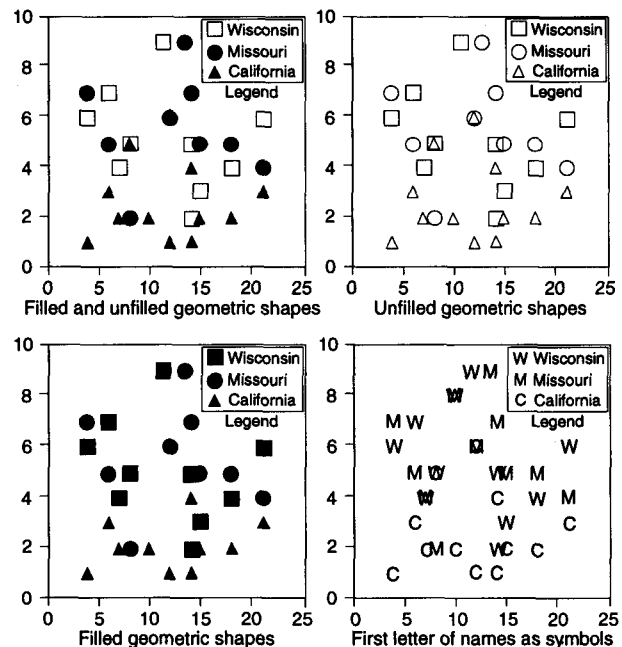 10
8
6
4
2
0
0 5 10 15 20 25
Wisconsin
Missouri
California
Legend
Filled and unfilled geometric shapes
10
8
6
4
2
0
0 5 10 15 20 25
Wisconsin
Missouri
California
Legend
Unfilled geometric shapes
10
8
6
4
2
0
0 5 10 15 20 25
Wisconsin
Missouri
California
Legend
Filled geometric shapes
10
8
6
4
2
0
0 5 10 15 20 25
W Wisconsin
M Missouri
C California
Legend
W M
W
M W M
W W
M W W M M
W C W M
C W C
C M C W C C
C C C
First letter of names as symbols